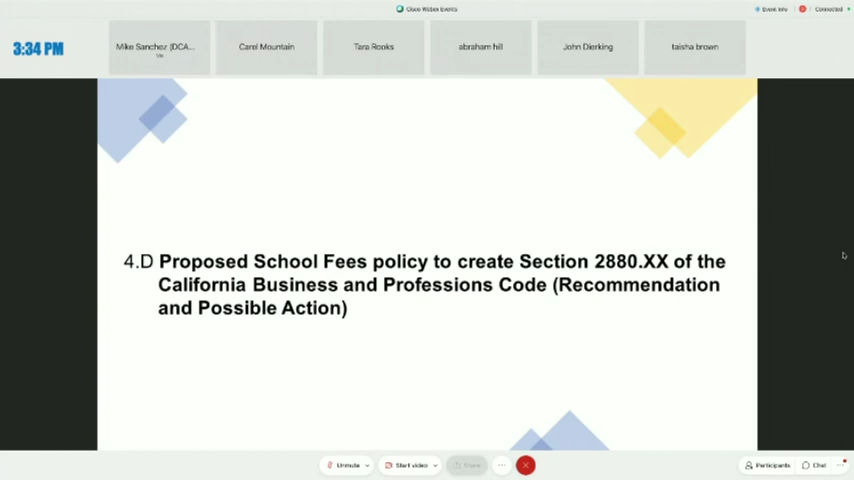 Cisco Webex Events
Event Info
Connected
3:34 PM
Mike Sanchez (DCA...
Me
Carel Mountain
Tara Rooks
abraham hill
John Dierking
taisha brown
4.D Proposed School Fees policy to create Section 2880.XX of the
California Business and Professions Code (Recommendation
and Possible Action)
Unmute
Start video
Share
Participants
Chat